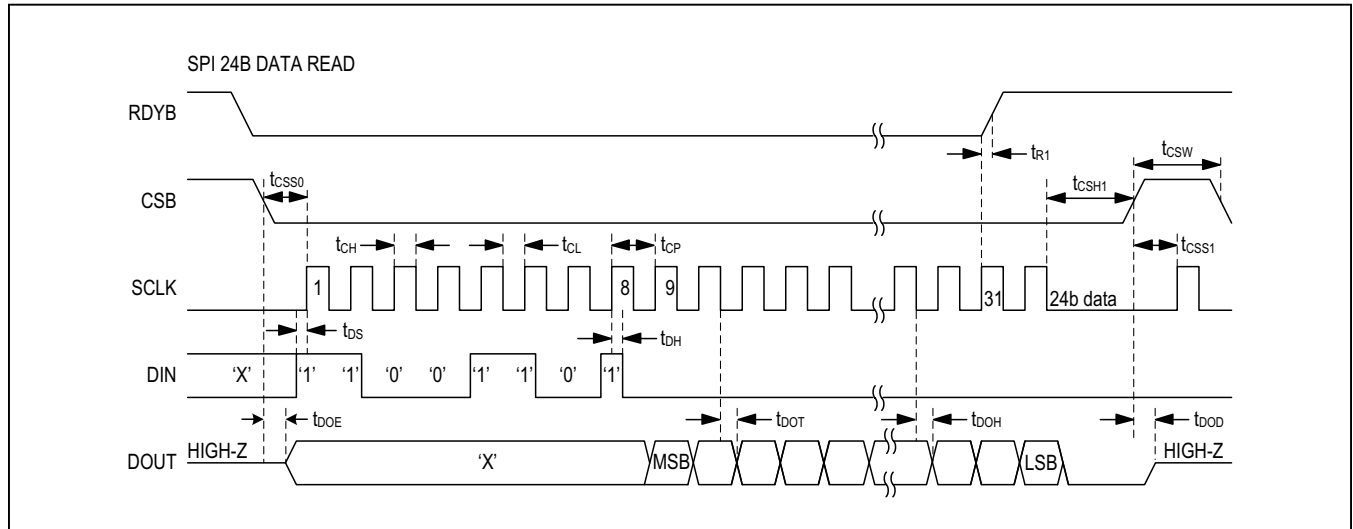 SPI 24B DATA READ
RDYB
tR1
tCSW
tCSS0
tCSH1
CSB
tCH
tCL
tCP
tCSS1
SCLK
1
8
9
31
24b data
tDS
tDH
DIN
'X'
'1'
'1'
'0'
'0'
'1'
'1'
'0'
'1'
tDOE
tDOT
tDOH
tDOD
DOUT
HIGH-Z
'X'
MSB
LSB
HIGH-Z